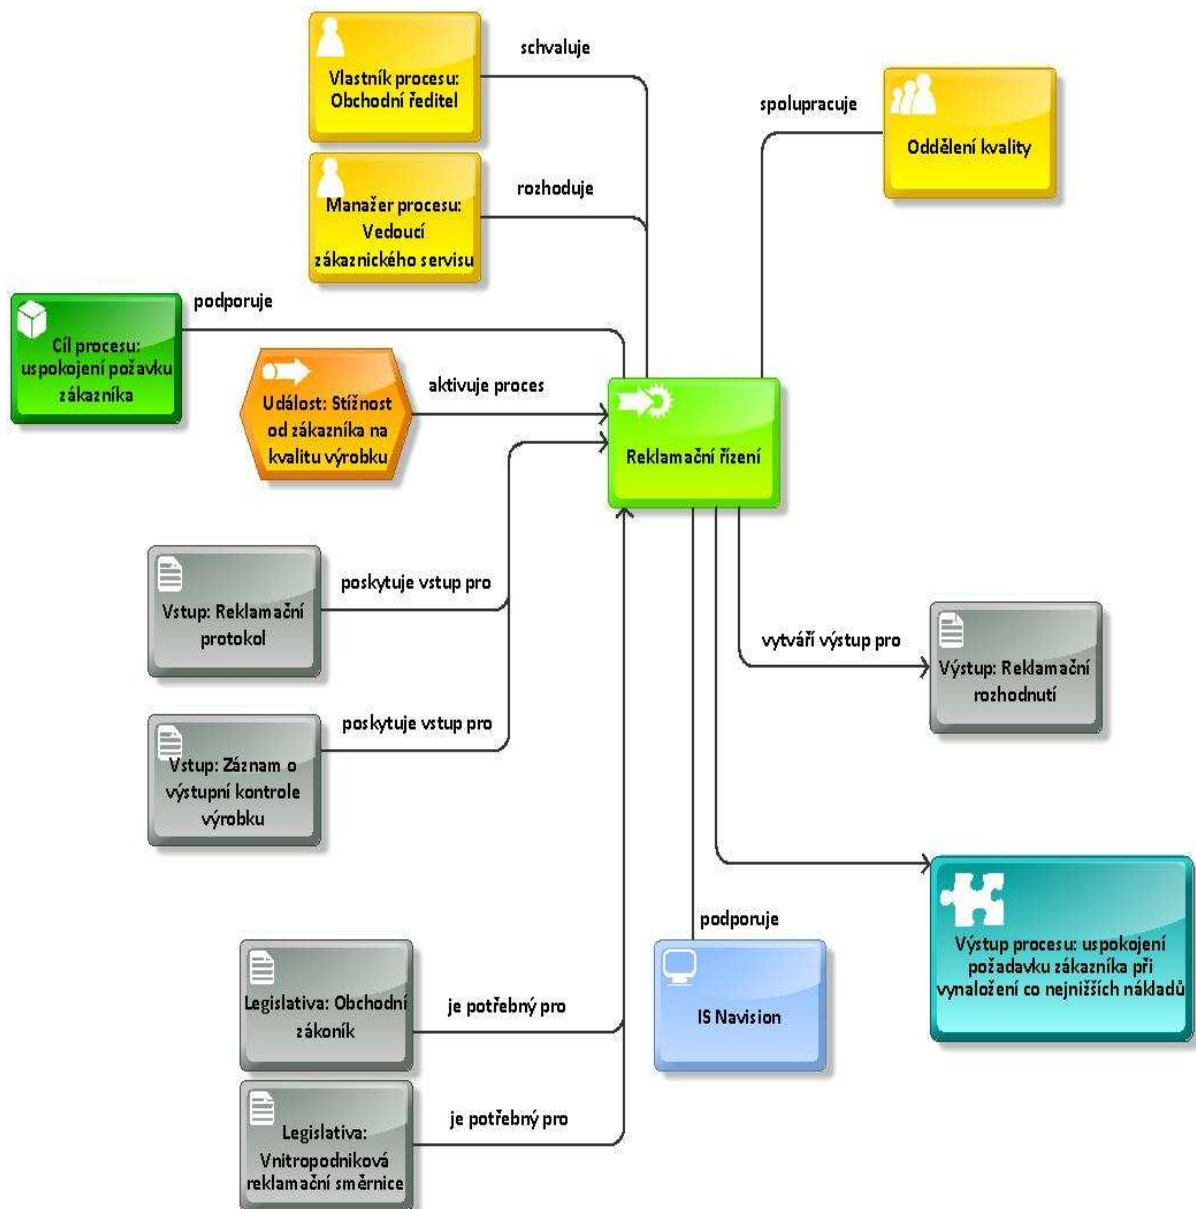 schvaluje
Vlastník procesu:
Obchodní ředitel
spolupracuje
Oddělení kvality
rozhoduje
Manažer procesu:
Vedoucí
zákaznického servisu
podporuje
Cíl procesu:
uspokojení požavku
zákazníka
aktivuje proces
Událost: Stížnost
od zákazníka na
kvalitu výrobku
Reklamační řízení
poskytuje vstup pro
Vstup: Reklamační
protokol
vytváří výstup pro
Výstup: Reklamační
rozhodnutí
poskytuje vstup pro
Vstup: Záznam o
výstupní kontrole
výrobku
podporuje
Výstup procesu: uspokojení
požadavku zákazníka při
vynaložení co nejnižších nákladů
Legislativa: Obchodní
zákoník
je potřebný pro
IS Navision
je potřebný pro
Legislativa:
Vnitropodniková
reklamační směrnice